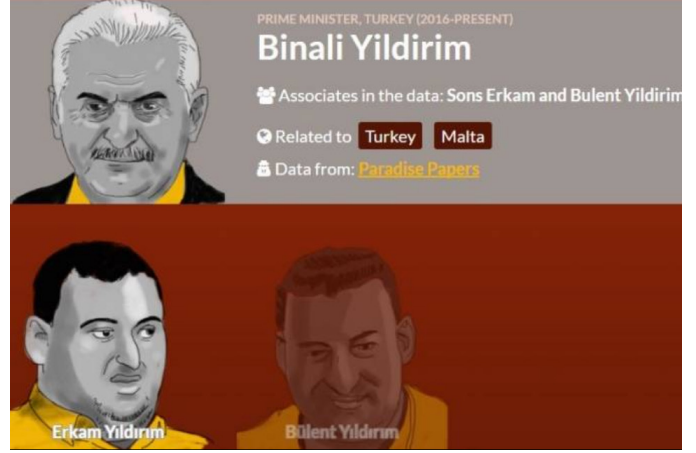 PRIME MINISTER, TURKEY (2016-PRESENT)
Binali Yildirim
Associates in the data: Sons Erkam and Bulent Yildirim
Related to Turkey Malta
Data from: Paradise Papers
Erkam Yıldırım
Bülent Yıldırım